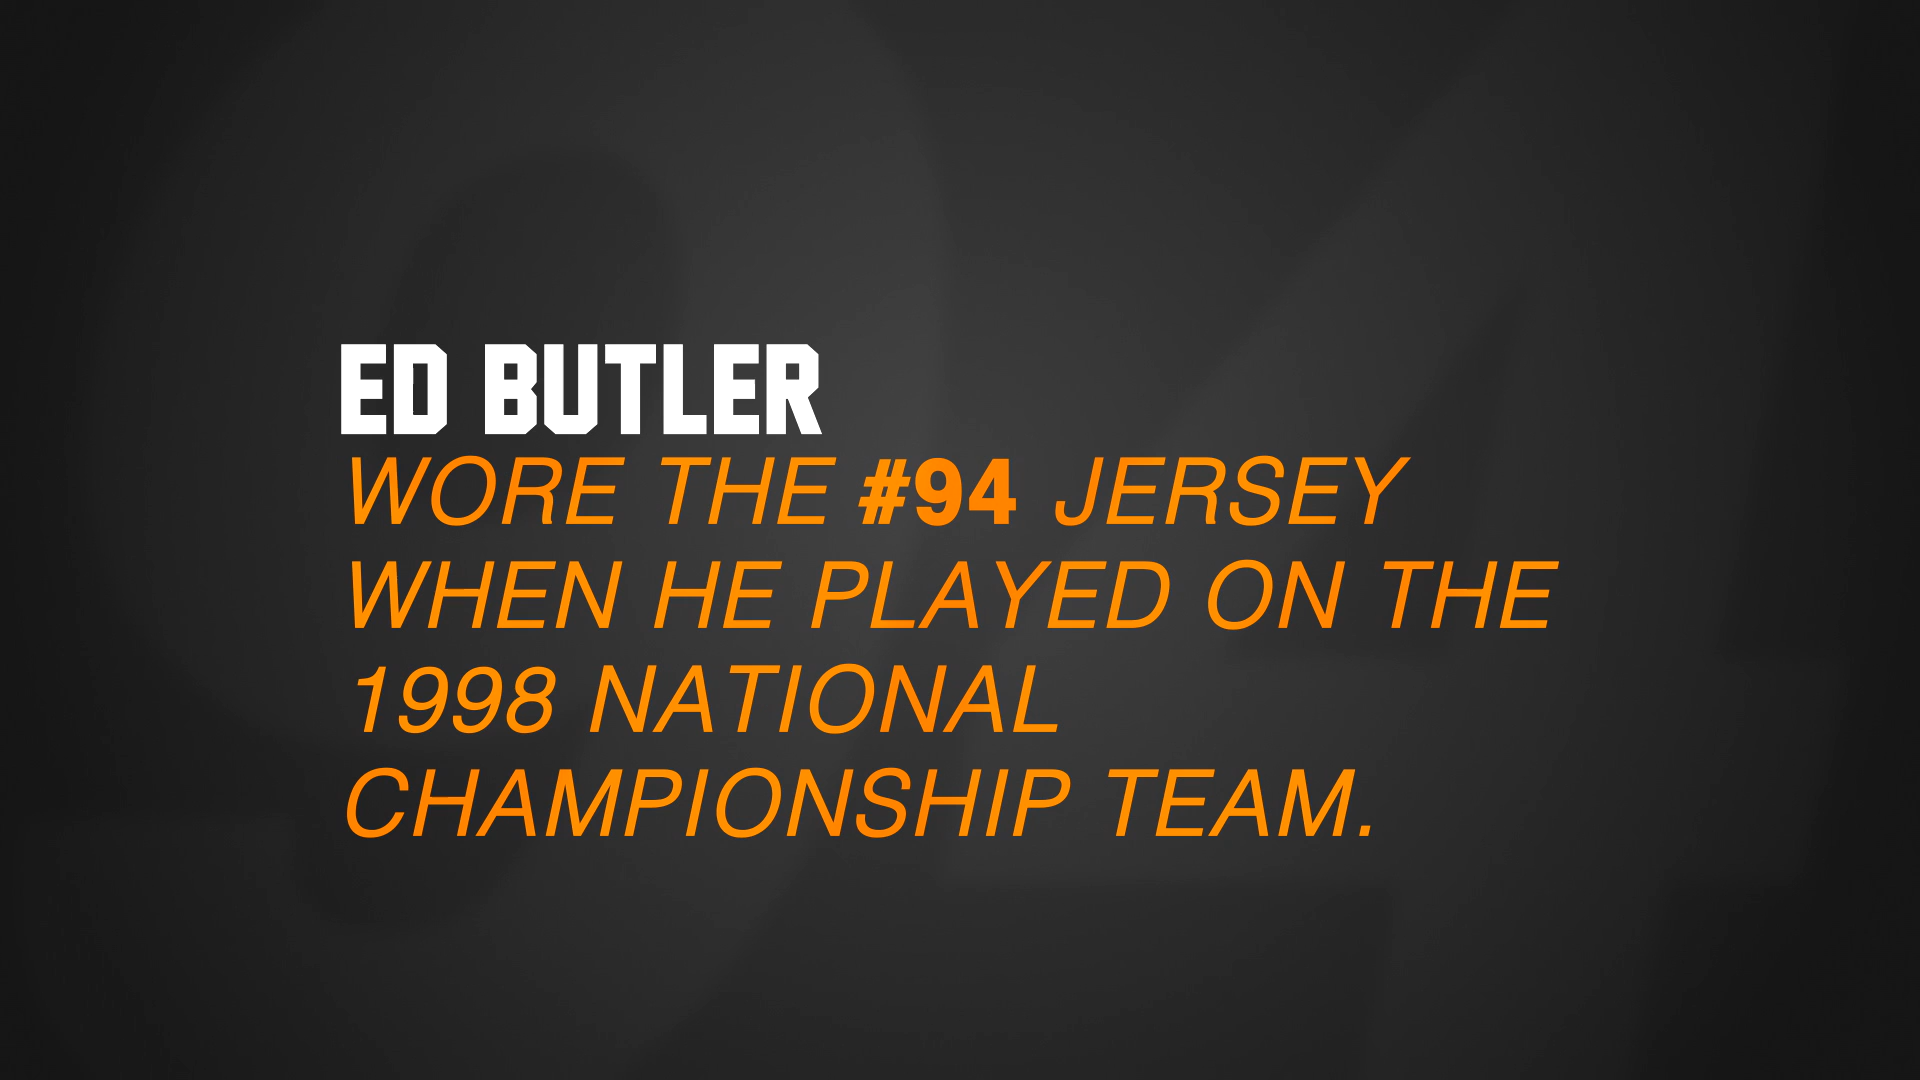 ED BUTLER
WORE THE #94 JERSEY
WHEN HE PLAYED ON THE
1998 NATIONAL
CHAMPIONSHIP TEAM.